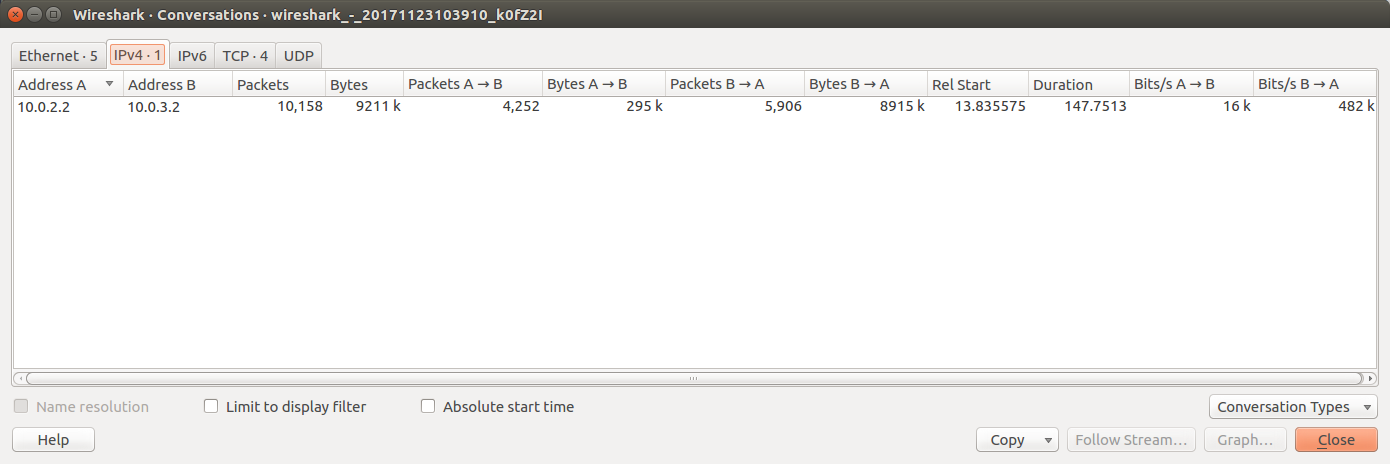 Wireshark · Conversations · wireshark_-_20171123103910_k0fZ2I
Ethernet · 5 IPv4 · 1 IPv6 TCP · 4 UDP
Address A Address B Packets Bytes Packets A → B Bytes A → B Packets B → A Bytes B → A Rel Start Duration Bits/s A → B Bits/s B → A
10.0.2.2 10.0.3.2 10,158 9211 k 4,252 295 k 5,906 8915 k 13.835575 147.7513 16 k 482 k
Name resolution Limit to display filter Absolute start time Conversation Types
Help Copy Follow Stream... Graph... Close